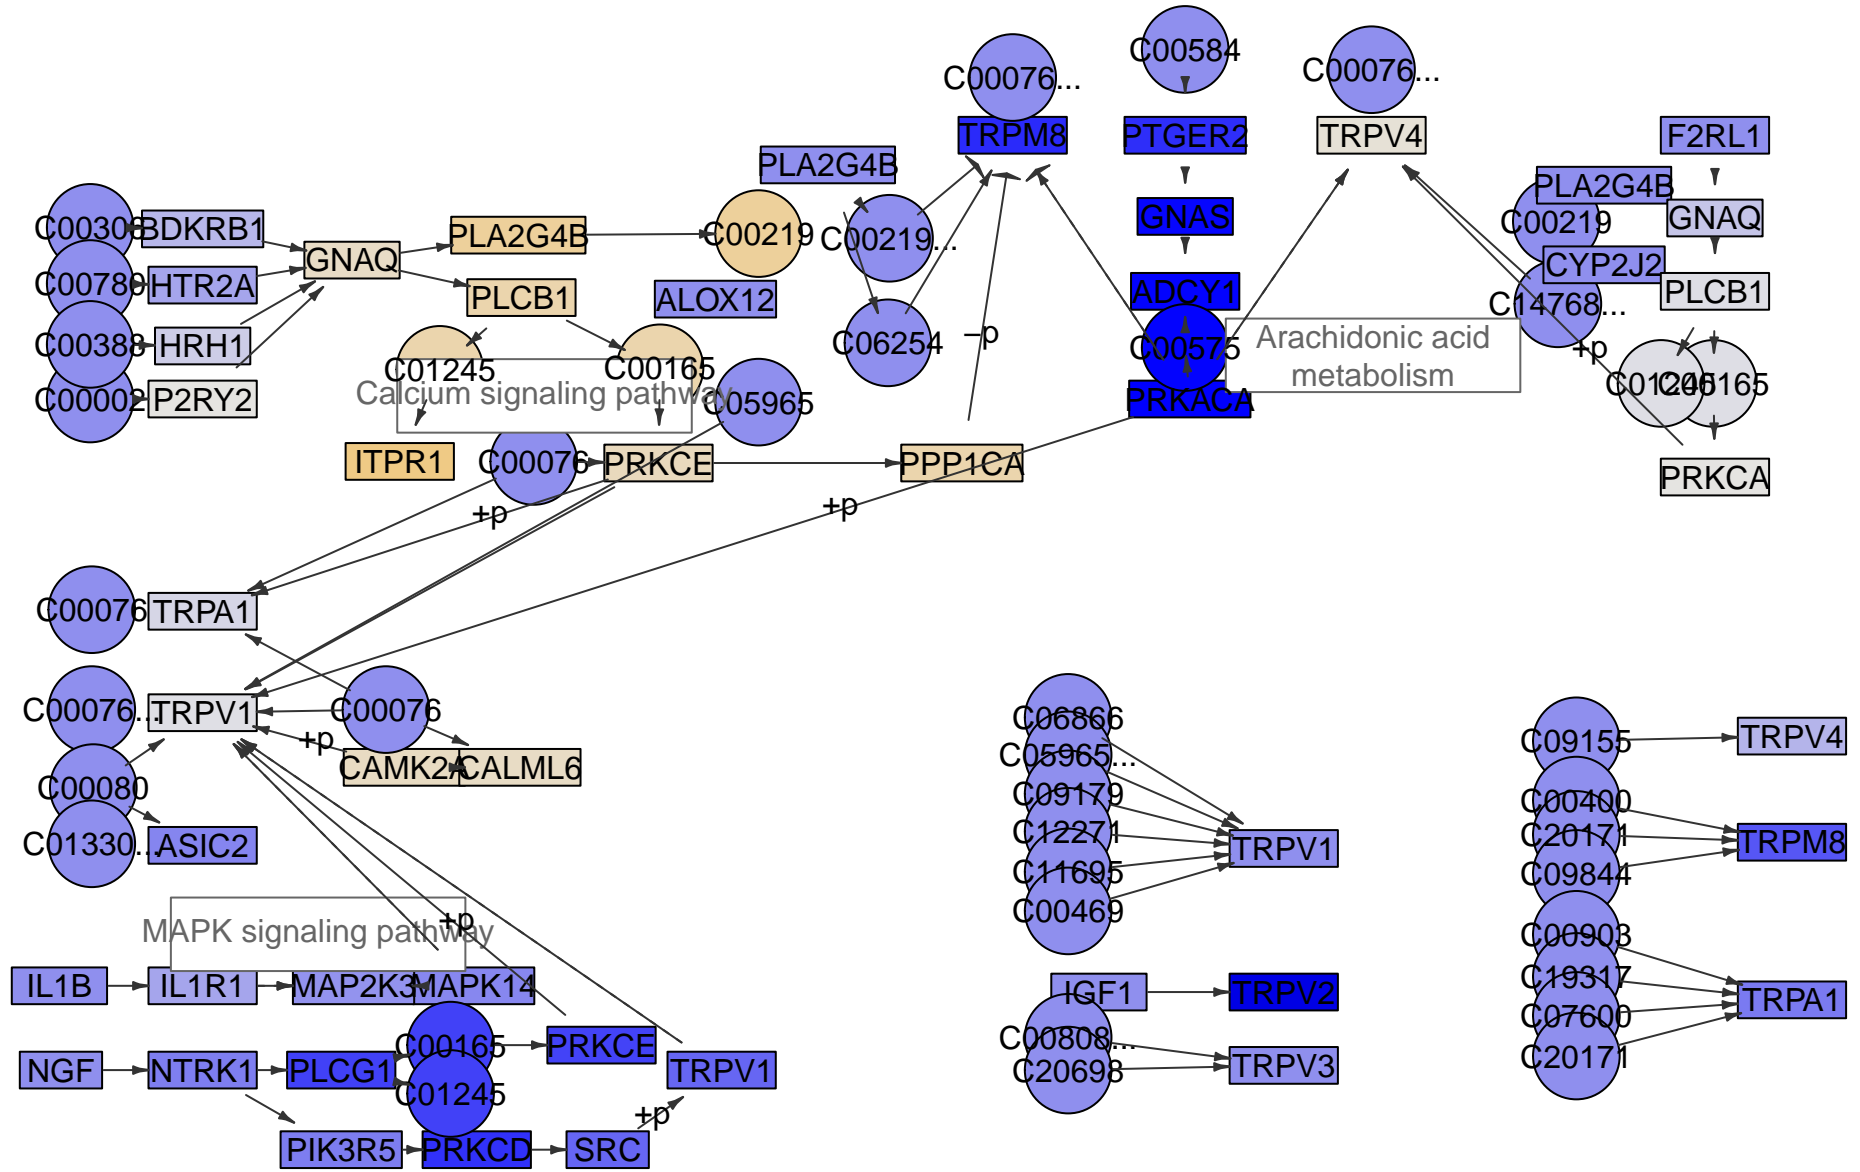 C00584
C00076...
C00076...
TRPM8
PTGER2
TRPV4
F2RL1
PLA2G4B
PLA2G4B
C00219
GNAS
GNAQ
BDKRB1
PLA2G4B
C00219
C00219...
GNAQ
CYP2J2
C00780
HTR2A
PLCB1
ALOX12
ADCY1
C14768...
PLCB1
C00388
HRH1
C06254
–p
C00575
Arachidonic acid
metabolism
+p
C01245
C00165
Calcium signaling pathway
C00002
P2RY2
C05965
PRKACA
C01245
C00165
ITPR1
C00076
PRKCE
PPP1CA
PRKCA
+p
+p
C00076
TRPA1
C00076...
TRPV1
C00076
+p
CAMK2A
CALML6
C00080
C01330...
ASIC2
C06866
C05965...
C09179
C12271
C11695
C00469
TRPV1
C09155
TRPV4
C00400
C20171
C09844
TRPM8
MAPK signaling pathway
+p
IL1B
IL1R1
MAP2K3
MAPK14
IGF1
TRPV2
C00903
C19317
C07600
C20171
TRPA1
NGF
NTRK1
PLCG1
C00165
C01245
PRKCE
TRPV1
C00808...
C20698
TRPV3
+p
PIK3R5
PRKCD
SRC